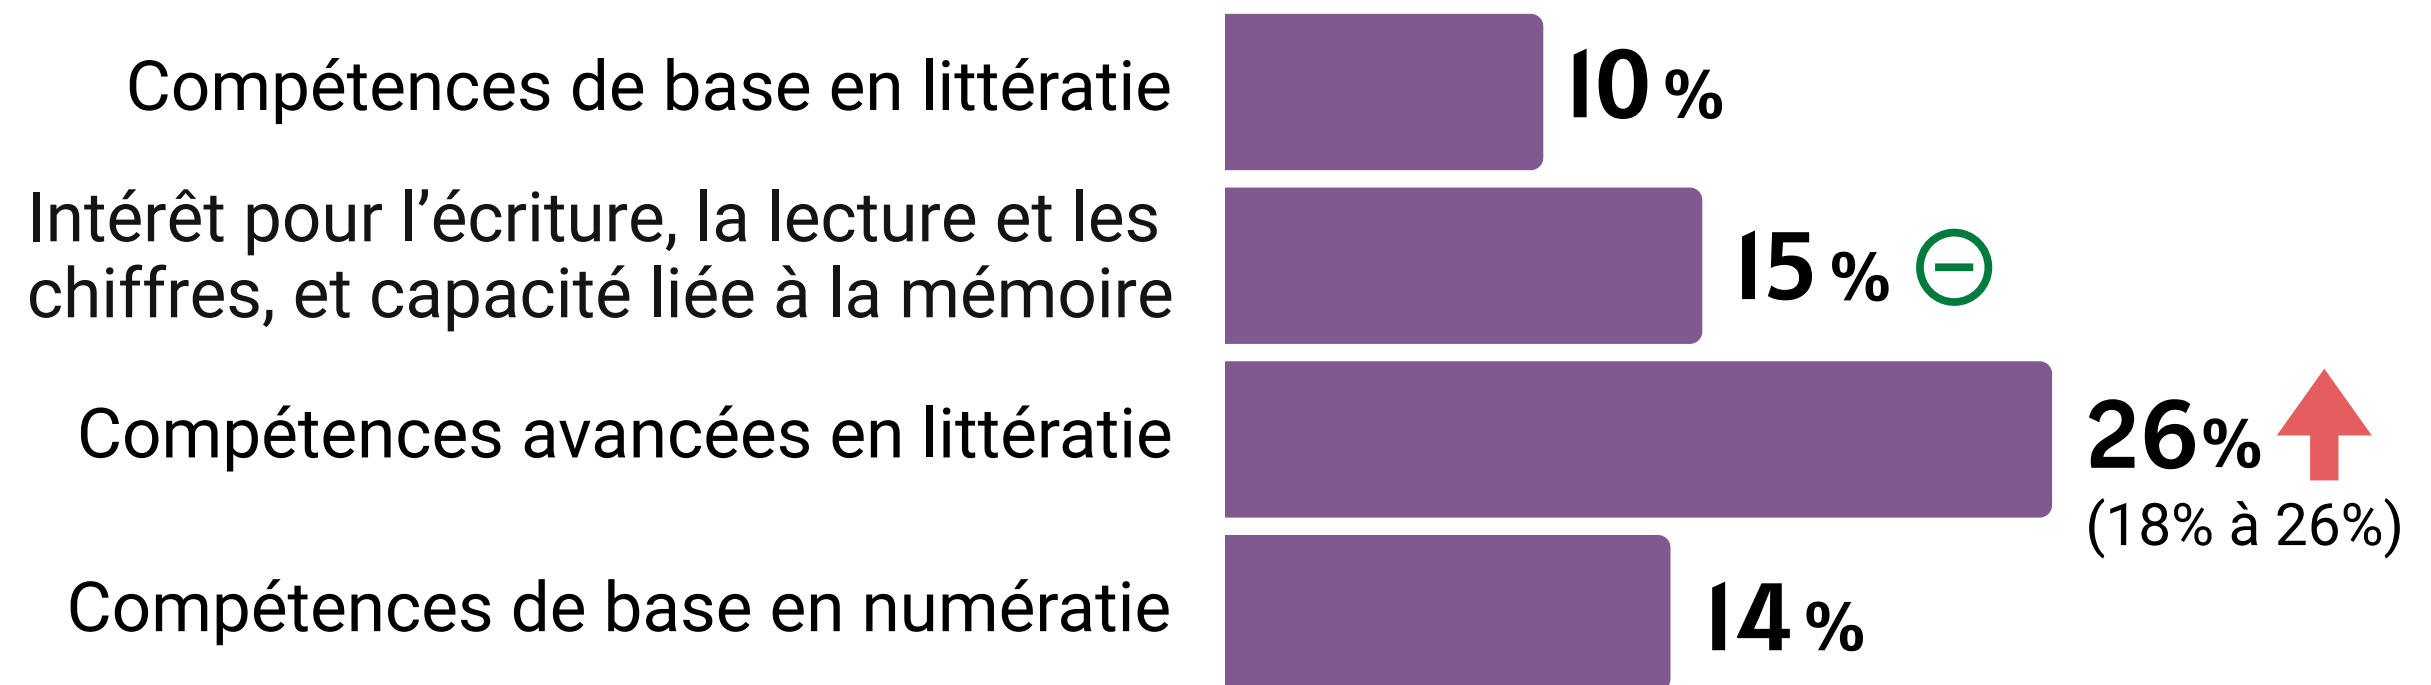 Compétences de base en littératie
10 %
Intérêt pour l’écriture, la lecture et les
chiffres, et capacité liée à la mémoire
15 %
Compétences avancées en littératie
26%
(18% à 26%)
Compétences de base en numératie
14 %